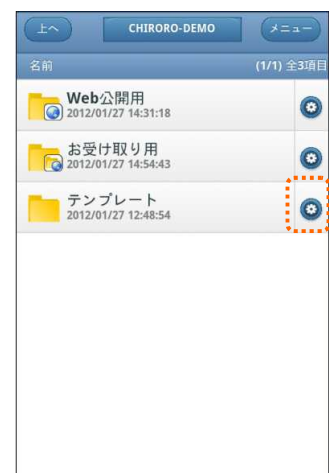 上へ
CHIRORO-DEMO
メニュー
名前
(1/1) 全3項目
Web公開用
2012/01/27 14:31:18
お受け取り用
2012/01/27 14:54:43
テンプレート
2012/01/27 12:48:54